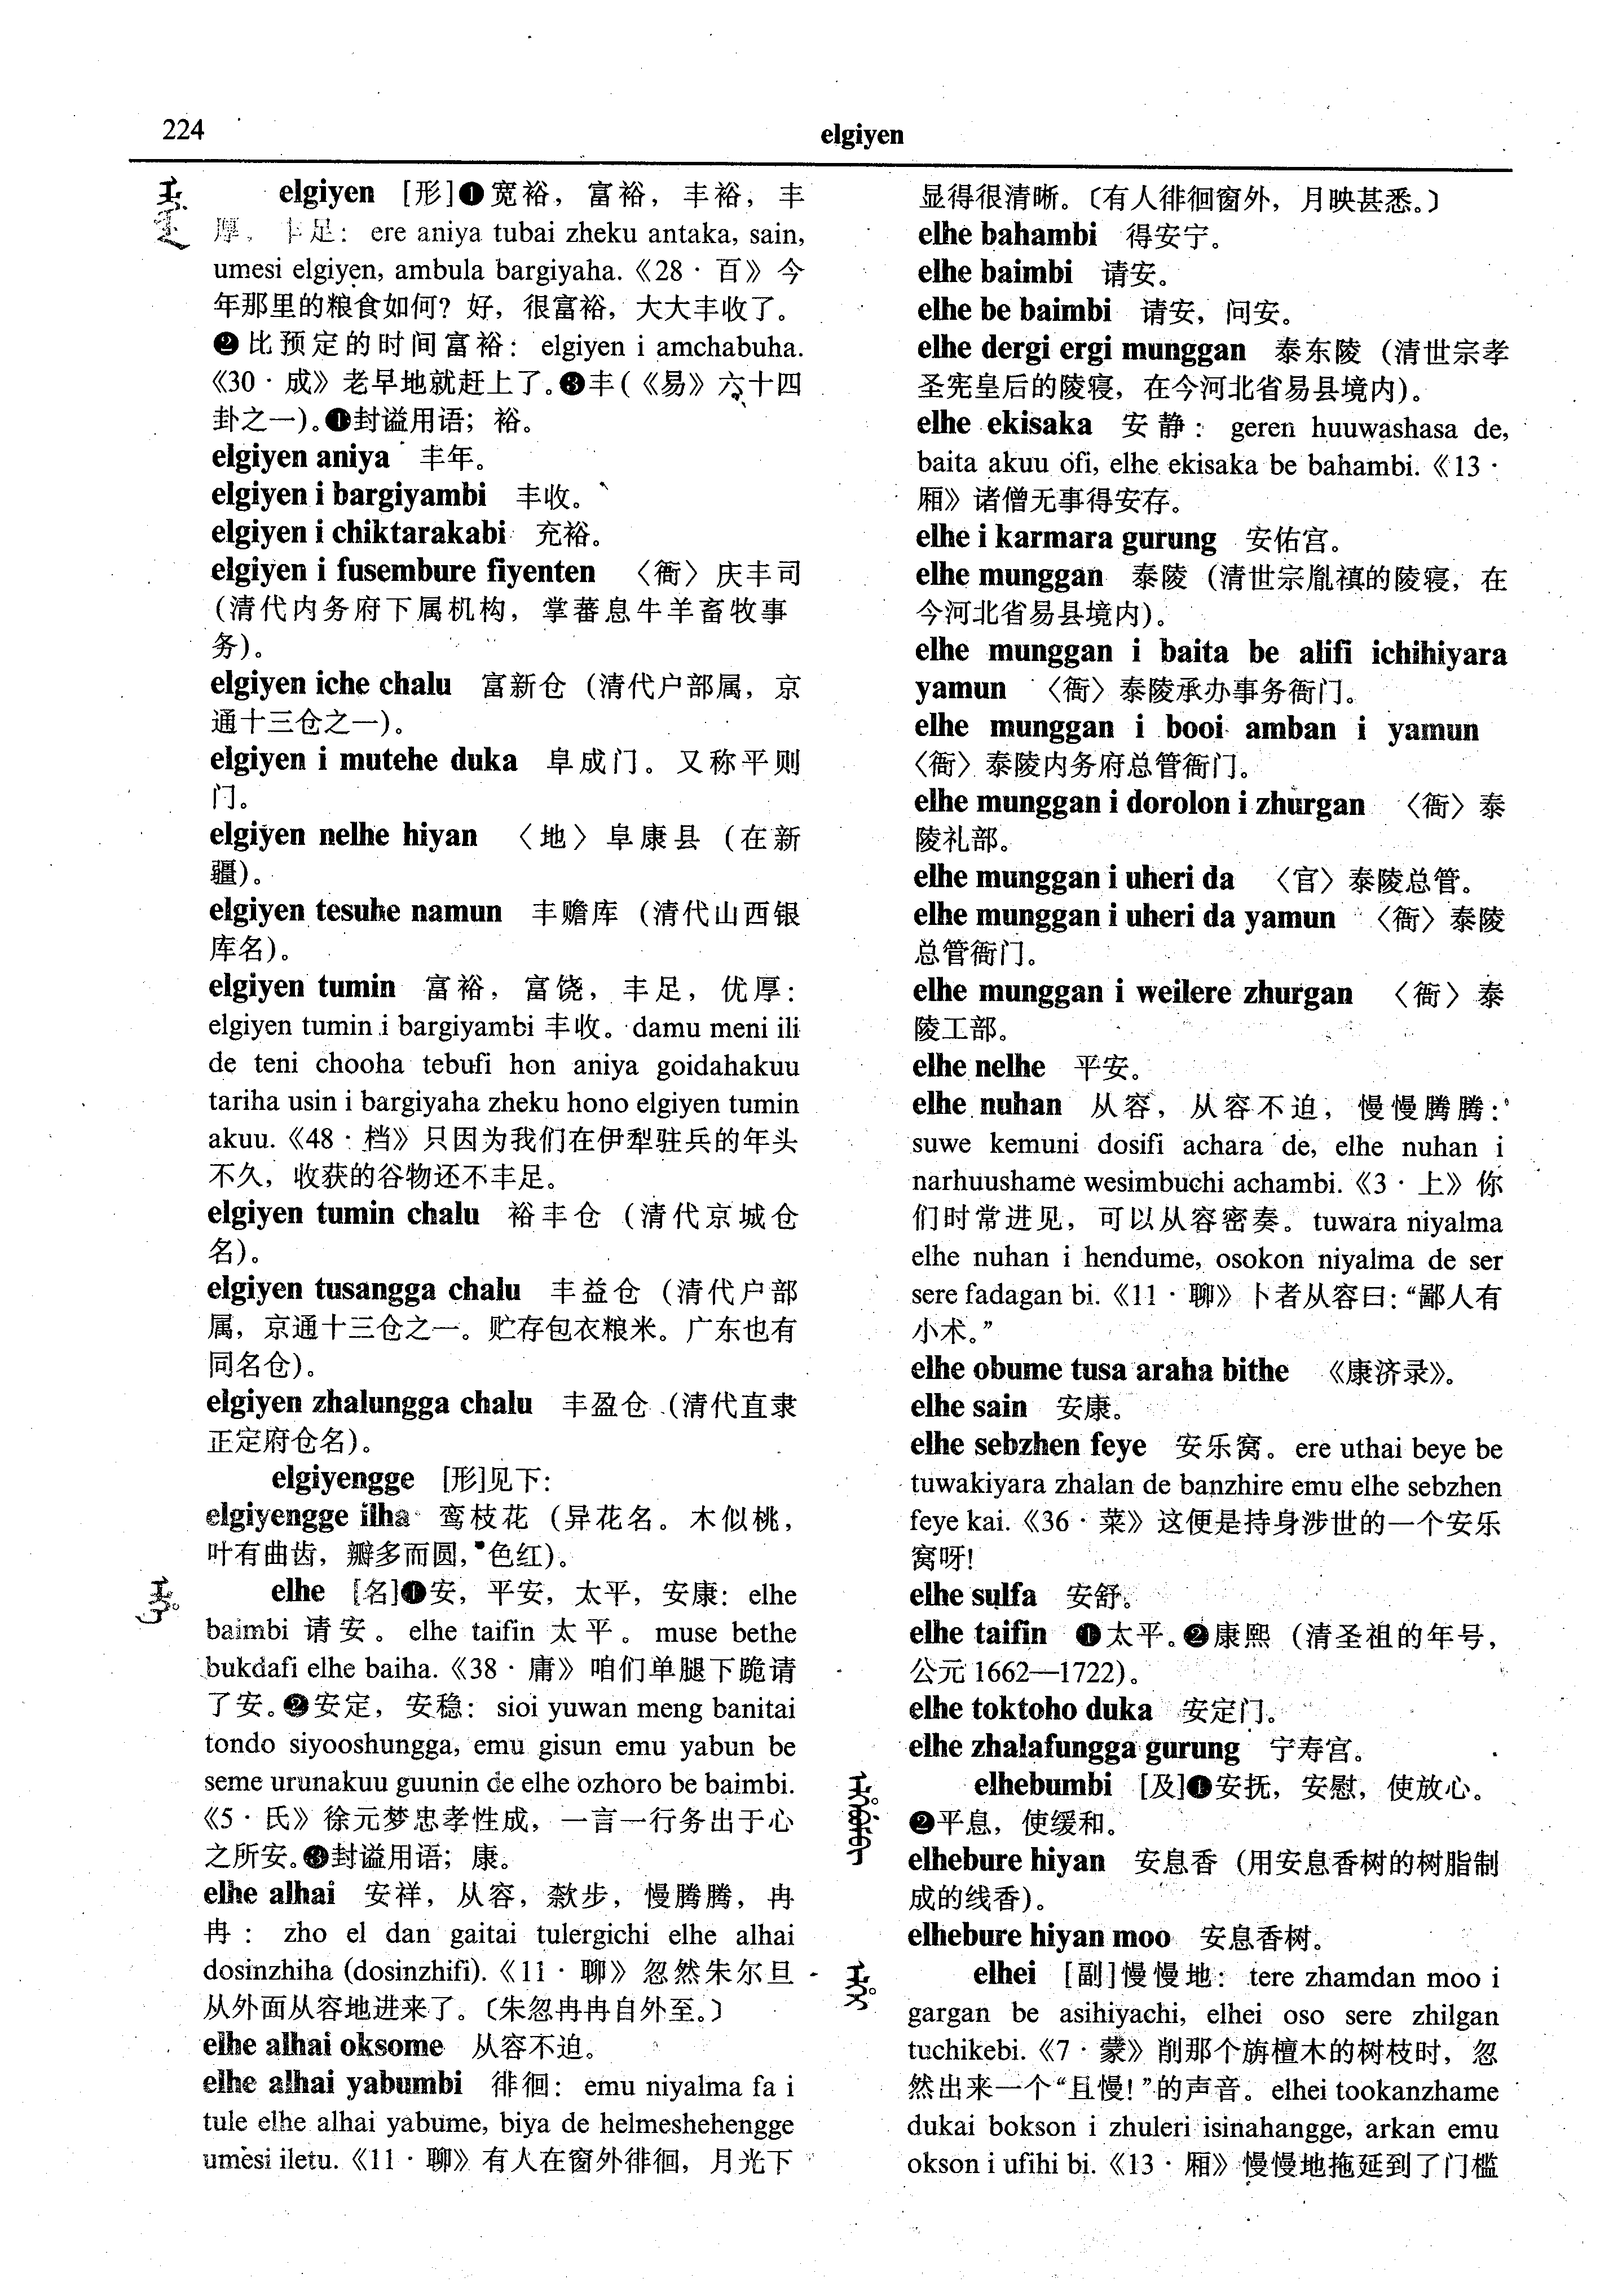 224
elgiyen
elgiyen [形]❶宽裕，富裕，丰裕，丰
厚，丰足：ere aniya tubai zheku antaka, sain,
umesi elgiyen, ambula bargiyaha.《28·百》今
年那里的粮食如何？好，很富裕，大大丰收了。
❷比预定的时间富裕：elgiyen i amchabuha.
《30·成》老早地就赶上了。❸丰(《易》六十四
卦之一)。❶封谥用语；裕。
elgiyen aniya 丰年。
elgiyen i bargiyambi 丰收。
elgiyen i chiktarakabi 充裕。
elgiyen i fusembure fiyenten 〈衙〉庆丰司
(清代内务府下属机构，掌蕃息牛羊畜牧事
务)。
elgiyen iche chalu 富新仓（清代户部属，京
通十三仓之一)。
elgiyen i mutehe duka 阜成门。又称平则
门。
elgiyen nelhe hiyan 〈地〉阜康县（在新
疆)。
elgiyen tesuhe namun 丰赡库（清代山西银
库名)。
elgiyen tumin 富裕，富饶，丰足，优厚：
elgiyen tumin i bargiyambi 丰收。damu meni ili
de teni chooha tebufi hon aniya goidahakuu
tariha usin i bargiyaha zheku hono elgiyen tumin
akuu.《48·档》只因为我们在伊犁驻兵的年头
不久，收获的谷物还不丰足。
elgiyen tumin chalu 裕丰仓（清代京城仓
名)。
elgiyen tusangga chalu 丰益仓（清代户部
属，京通十三仓之一。贮存包衣粮米。广东也有
同名仓)。
elgiyen zhalungga chalu 丰盈仓（清代直隶
正定府仓名)。
elgiyengge [形]见下：
elgiyengge ilha 鸾枝花（异花名。木似桃，
叶有曲齿，瓣多而圆，色红)。
elhe [名]❶安，平安，太平，安康：elhe
baimbi 请安。elhe taifin 太平。muse bethe
bukdafi elhe baiha.《38·庸》咱们单腿下跪请
了安。❷安定，安稳：sioi yuwan meng banitai
tondo siyooshungga, emu gisun emu yabun be
seme urunakuu guunin de elhe ozhoro be baimbi.
《5·氏》徐元梦忠孝性成，一言一行务出于心
之所安。❸封谥用语；康。
elhe alhai 安祥，从容，款步，慢腾腾，冉
冉：zho el dan gaitai tulergichi elhe alhai
dosinzhiha (dosinzhifi).《11·聊》忽然朱尔旦
从外面从容地进来了。〔朱忽冉冉自外至。〕
elhe alhai oksome 从容不迫。
elhe alhai yabumbi 徘徊：emu niyalma fa i
tule elhe alhai yabume, biya de helmeshehengge
umesi iletu.《11·聊》有人在窗外徘徊，月光下
显得很清晰。〔有人徘徊窗外，月映甚悉。〕
elhe bahambi 得安宁。
elhe baimbi 请安。
elhe be baimbi 请安，问安。
elhe dergi ergi munggan 泰东陵（清世宗孝
圣宪皇后的陵寝，在今河北省易县境内)。
elhe ekisaka 安静：geren huuwashasa de,
baita akuu ofi, elhe ekisaka be bahambi.《13·
厢》诸僧无事得安存。
elhe i karmara gurung 安佑宫。
elhe munggan 泰陵（清世宗胤禛的陵寝，在
今河北省易县境内)。
elhe munggan i baita be alifi ichihiyara
yamun 〈衙〉泰陵承办事务衙门。
elhe munggan i booi amban i yamun
〈衙〉泰陵内务府总管衙门。
elhe munggan i dorolon i zhurgan 〈衙〉泰
陵礼部。
elhe munggan i uheri da 〈官〉泰陵总管。
elhe munggan i uheri da yamun 〈衙〉泰陵
总管衙门。
elhe munggan i weilere zhurgan 〈衙〉泰
陵工部。
elhe nelhe 平安。
elhe nuhan 从容，从容不迫，慢慢腾腾：
suwe kemuni dosifi achara de, elhe nuhan i
narhuushame wesimbuchi achambi.《3·上》你
们时常进见，可以从容密奏。tuwara niyalma
elhe nuhan i hendume, osokon niyalma de ser
sere fadagan bi.《11·聊》卜者从容曰：“鄙人有
小术。”
elhe obume tusa araha bithe 《康济录》。
elhe sain 安康。
elhe sebzhen feye 安乐窝。ere uthai beye be
tuwakiyara zhalan de banzhire emu elhe sebzhen
feye kai.《36·菜》这便是持身涉世的一个安乐
窝呀!
elhe sulfa 安舒。
elhe taifin ❶太平。❷康熙（清圣祖的年号，
公元1662—1722)。
elhe toktoho duka 安定门。
elhe zhalafungga gurung 宁寿宫。
elhebumbi [及]❶安抚，安慰，使放心。
❷平息，使缓和。
elhebure hiyan 安息香（用安息香树的树脂制
成的线香)。
elhebure hiyan moo 安息香树。
elhei [副]慢慢地：tere zhamdan moo i
gargan be asihiyachi, elhei oso sere zhilgan
tuchikebi.《7·蒙》削那个旃檀木的树枝时，忽
然出来一个“且慢!”的声音。elhei tookanzhame
dukai bokson i zhuleri isinahangge, arkan emu
okson i ufihi bi.《13·厢》慢慢地拖延到了门槛